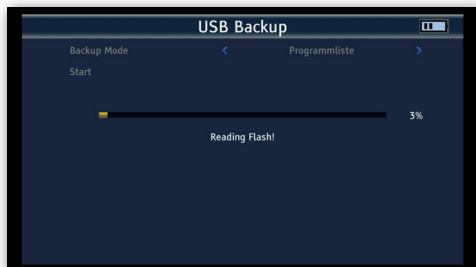 USB Backup
Backup Mode < Programmliste >
Start
3%
Reading Flash!